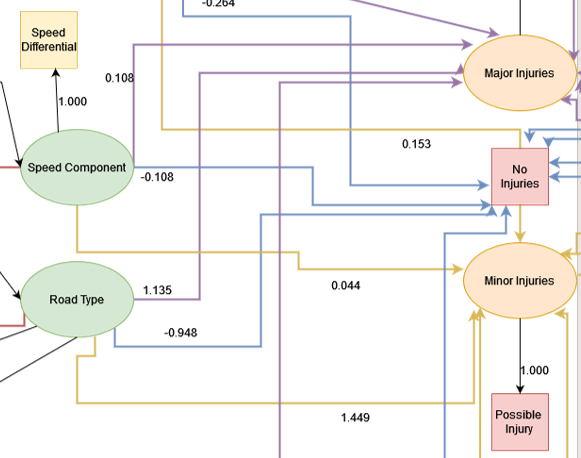 -0.264
Speed
Differential
Major Injuries
0.108
1.000
0.153
Speed Component
-0.108
No
Injuries
Minor Injuries
0.044
Road Type
1.135
-0.948
1.000
1.449
Possible
Injury